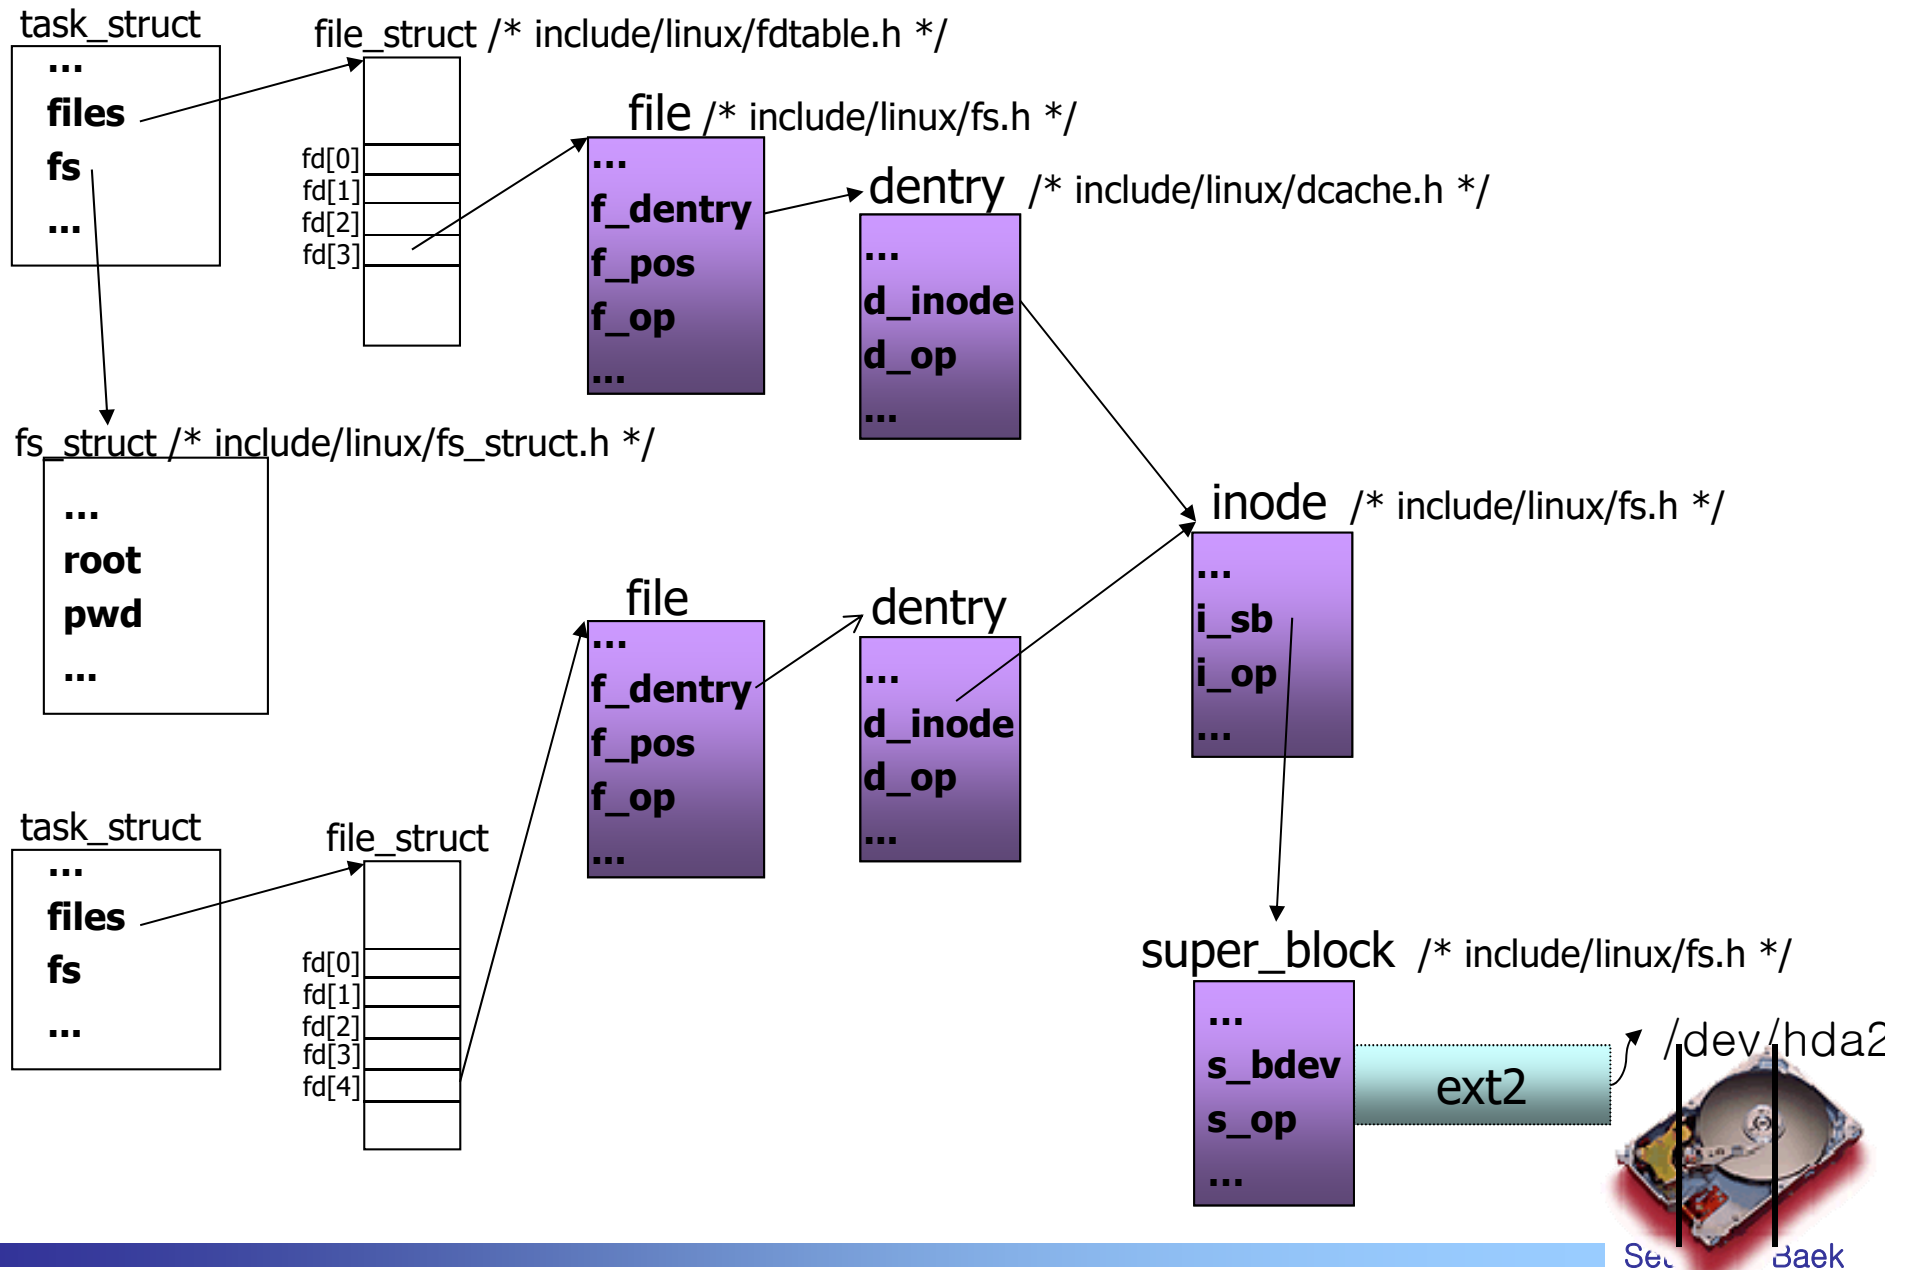 task_struct
...
files
fs
...
file_struct /* include/linux/fdtable.h */
fd[0]
fd[1]
fd[2]
fd[3]
file /* include/linux/fs.h */
...
f_dentry
f_pos
f_op
...
dentry /* include/linux/dcache.h */
...
d_inode
d_op
...
fs_struct /* include/linux/fs_struct.h */
...
root
pwd
...
inode /* include/linux/fs.h */
...
i_sb
i_op
...
file
...
f_dentry
f_pos
f_op
...
dentry
...
d_inode
d_op
...
task_struct
...
files
fs
...
file_struct
fd[0]
fd[1]
fd[2]
fd[3]
fd[4]
super_block /* include/linux/fs.h */
...
s_bdev
s_op
...
ext2
/dev/hda2
Baek